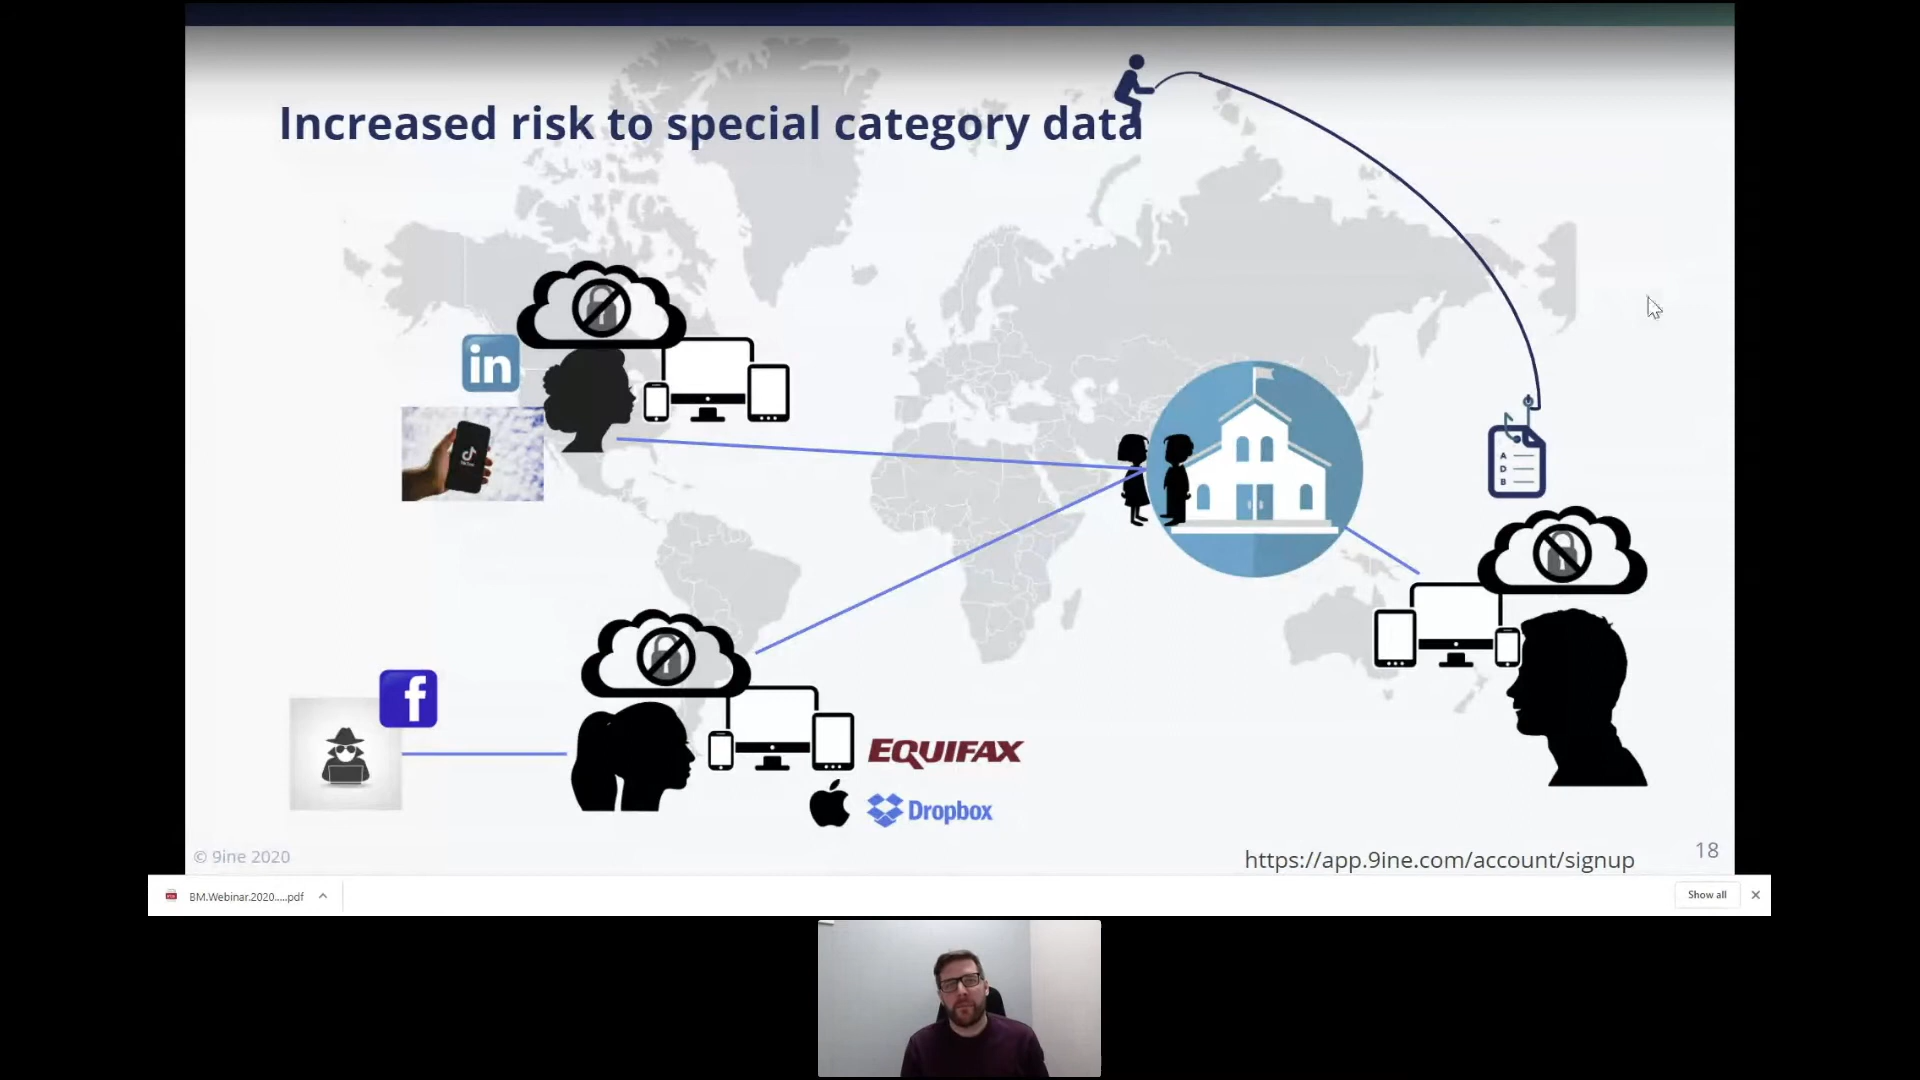 Increased risk to special category data
in
TikTok
A
D
B
f
EQUIFAX
Dropbox
© 9ine 2020
https://app.9ine.com/account/signup
18
BM.Webinar.2020.....pdf
Show all